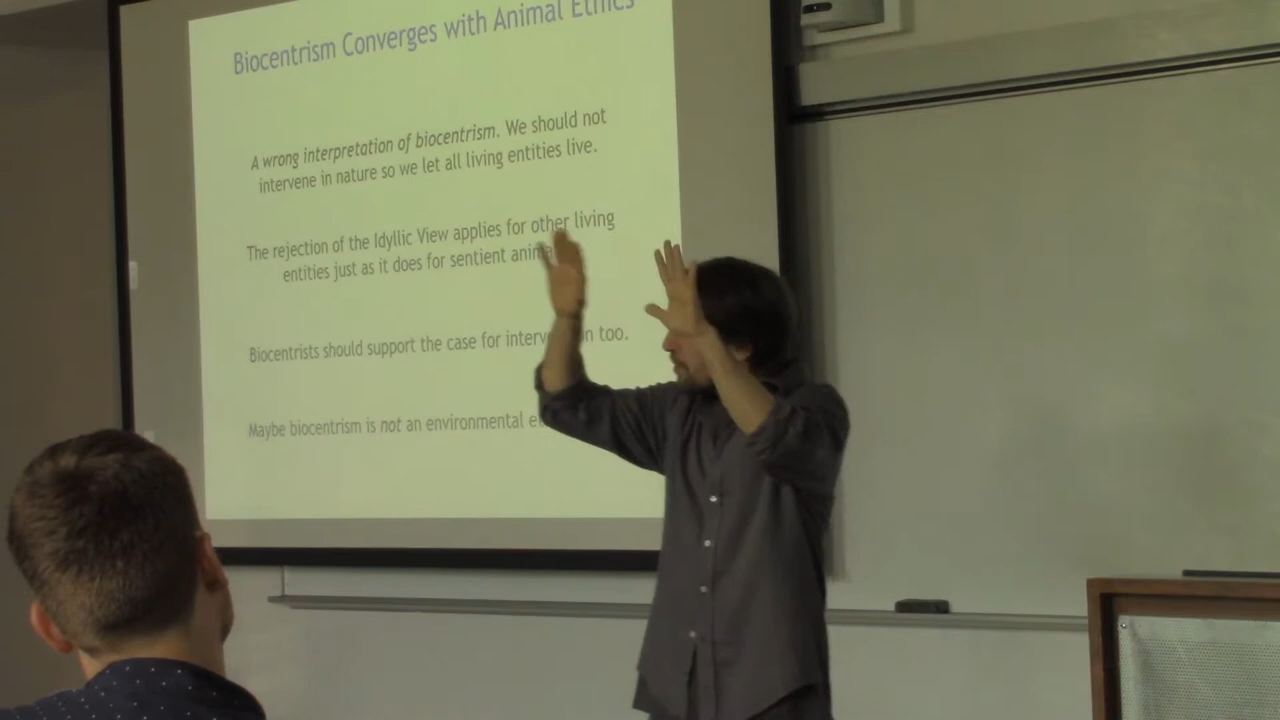 Biocentrism Converges with Animal Ethics
A wrong interpretation of biocentrism. We should not
intervene in nature so we let all living entities live.
The rejection of the Idyllic View applies for other living
entities just as it does for sentient
Biocentrists should support the case for too.
Maybe biocentrism is not an environmental